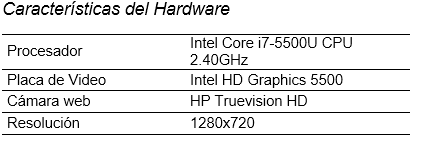 Características del Hardware
Procesador Intel Core i7-5500U CPU
2.40GHz
Placa de Video Intel HD Graphics 5500
Cámara web HP Truevision HD
Resolución 1280x720